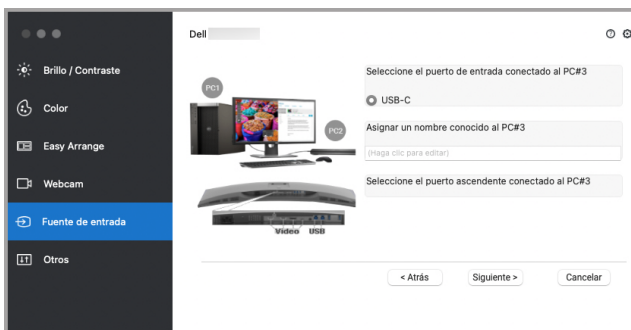 Dell
Brillo / Contraste
Color
Easy Arrange
Webcam
Fuente de entrada
Otros
PC1
PC2
Vídeo USB
Seleccione el puerto de entrada conectado al PC#3
USB-C
Asignar un nombre conocido al PC#3
(Haga clic para editar)
Seleccione el puerto ascendente conectado al PC#3
< Atrás
Siguiente >
Cancelar